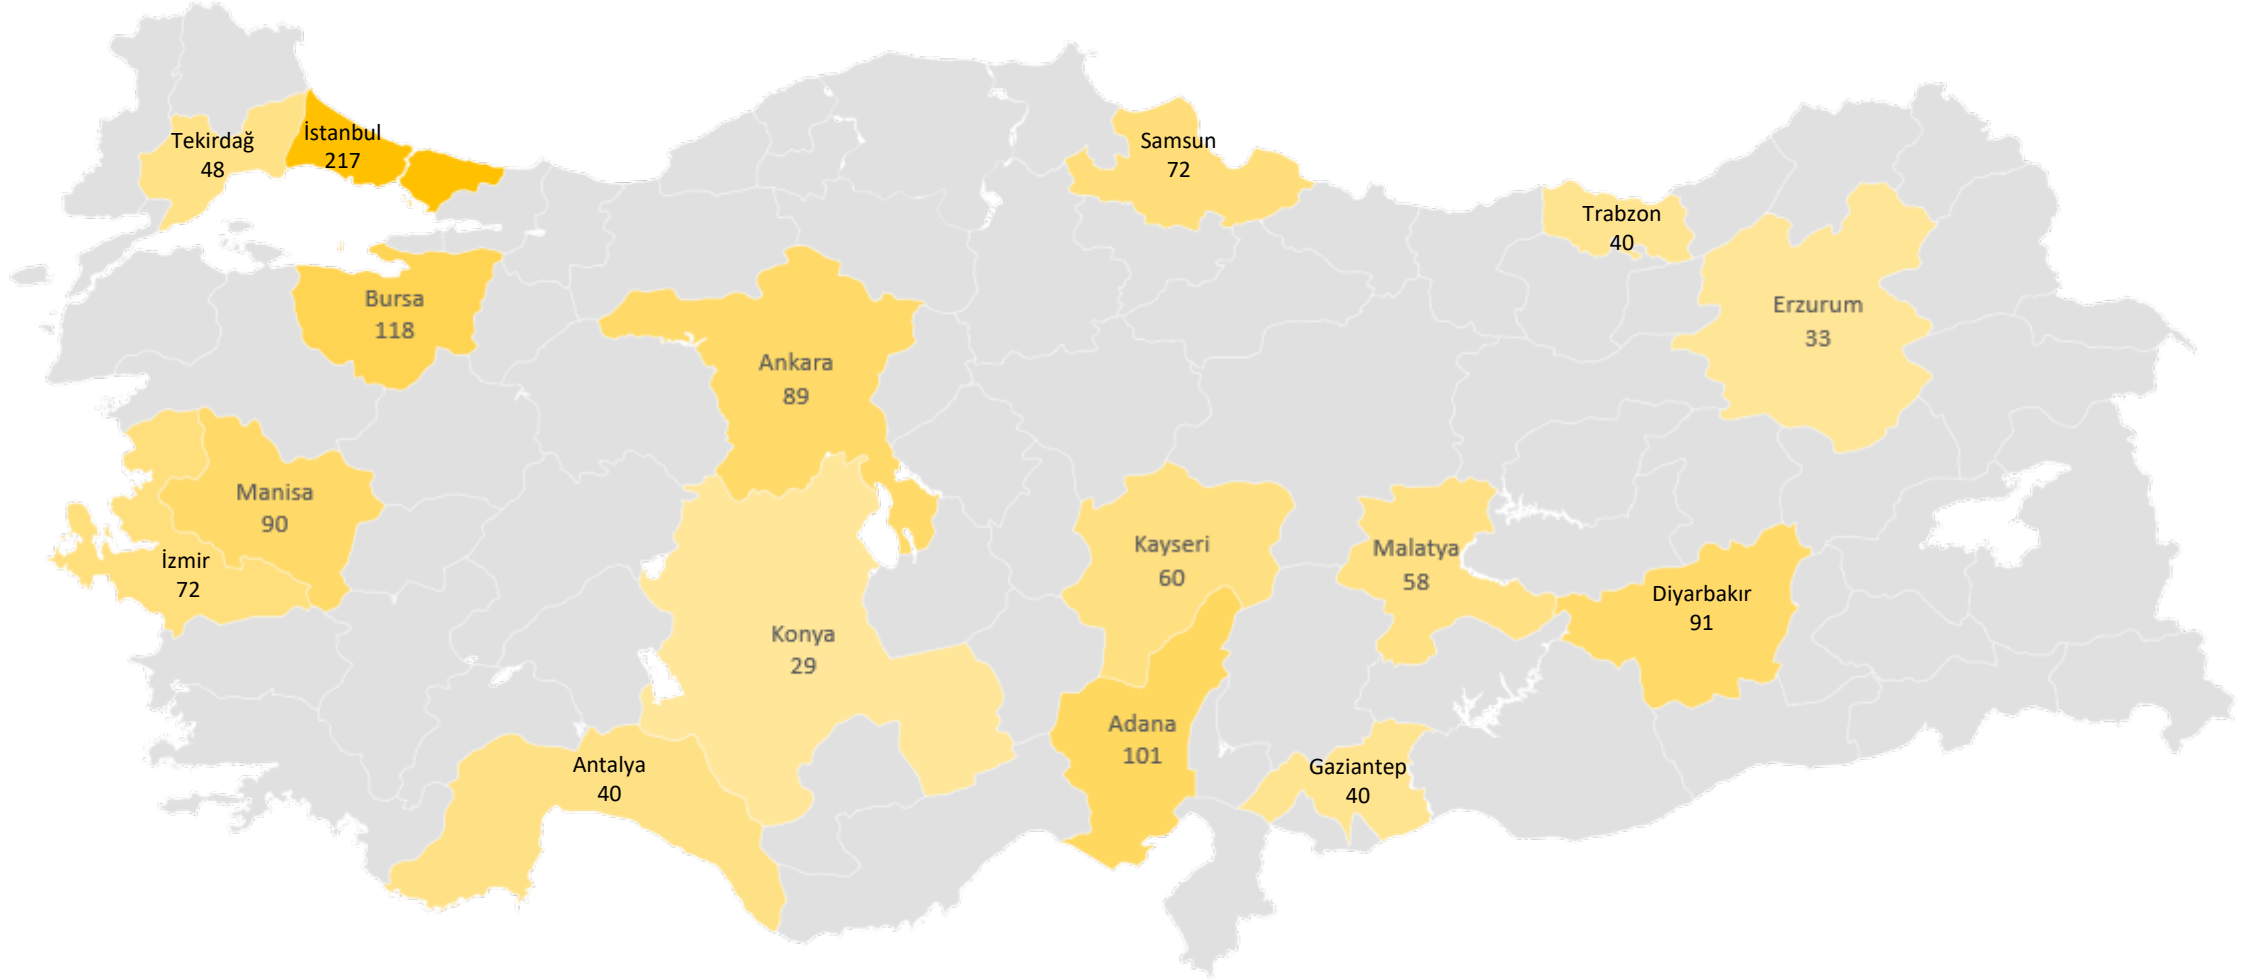 Tekirdağ
48
İstanbul
217
Samsun
72
Trabzon
40
Bursa
118
Erzurum
33
Ankara
89
Manisa
90
İzmir
72
Kayseri
60
Malatya
58
Diyarbakır
91
Konya
29
Adana
101
Antalya
40
Gaziantep
40